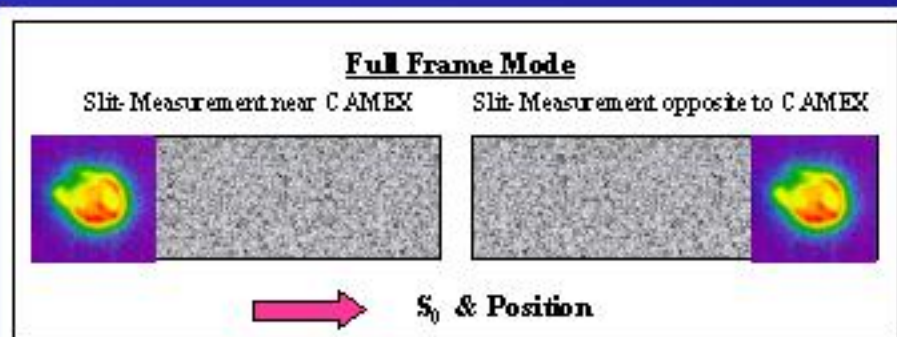 Full Frame Mode
Slit-Measurement near CAMEX
Slit-Measurement opposite to CAMEX
S₀ & Position